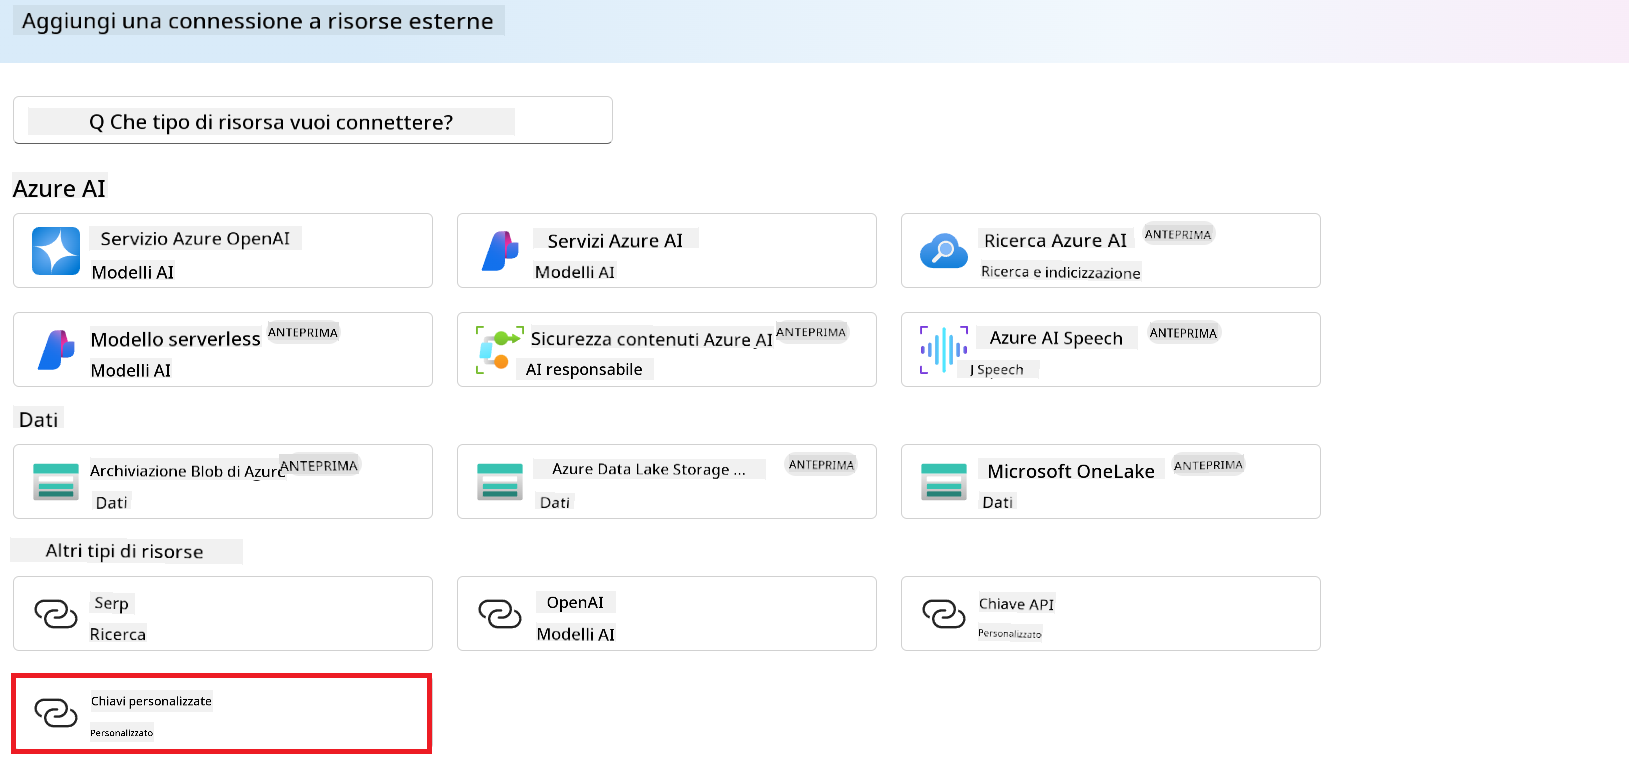 Aggiungi una connessione a risorse esterne
Q Che tipo di risorsa vuoi connettere?
Azure AI
Servizio Azure OpenAI
Modelli AI
Servizi Azure AI
Modelli AI
Ricerca Azure AI ANTEPRIMA
Ricerca e indicizzazione
Modello serverless ANTEPRIMA
Modelli AI
Sicurezza contenuti Azure AI ANTEPRIMA
AI responsabile
Azure AI Speech ANTEPRIMA
J Speech
Dati
Archiviazione Blob di Azure ANTEPRIMA
Dati
Azure Data Lake Storage ... ANTEPRIMA
Dati
Microsoft OneLake ANTEPRIMA
Dati
Altri tipi di risorse
Serp
Ricerca
OpenAI
Modelli AI
Chiave API
Personalizzato
Chiavi personalizzate
Personalizzato